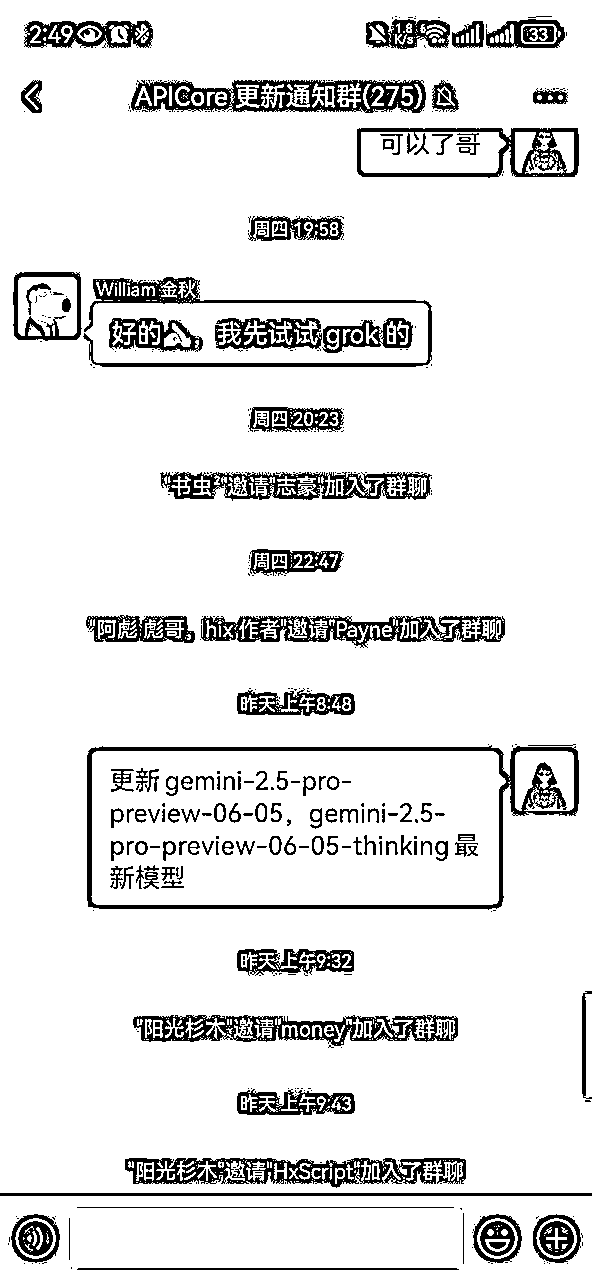 2:49 1.8 K/s 6 33
APICore 更新通知群(275)
可以了哥
周四 19:58
William 金秋
好的，我先试试 grok 的
周四 20:23
"书虫"邀请"志豪"加入了群聊
周四 22:47
"阿彪 彪哥，hix 作者"邀请"Payne"加入了群聊
昨天 上午8:48
更新 gemini-2.5-pro-
preview-06-05，gemini-2.5-
pro-preview-06-05-thinking 最
新模型
昨天 上午9:32
"阳光杉木"邀请"money"加入了群聊
昨天 上午9:43
"阳光杉木"邀请"HxScript"加入了群聊